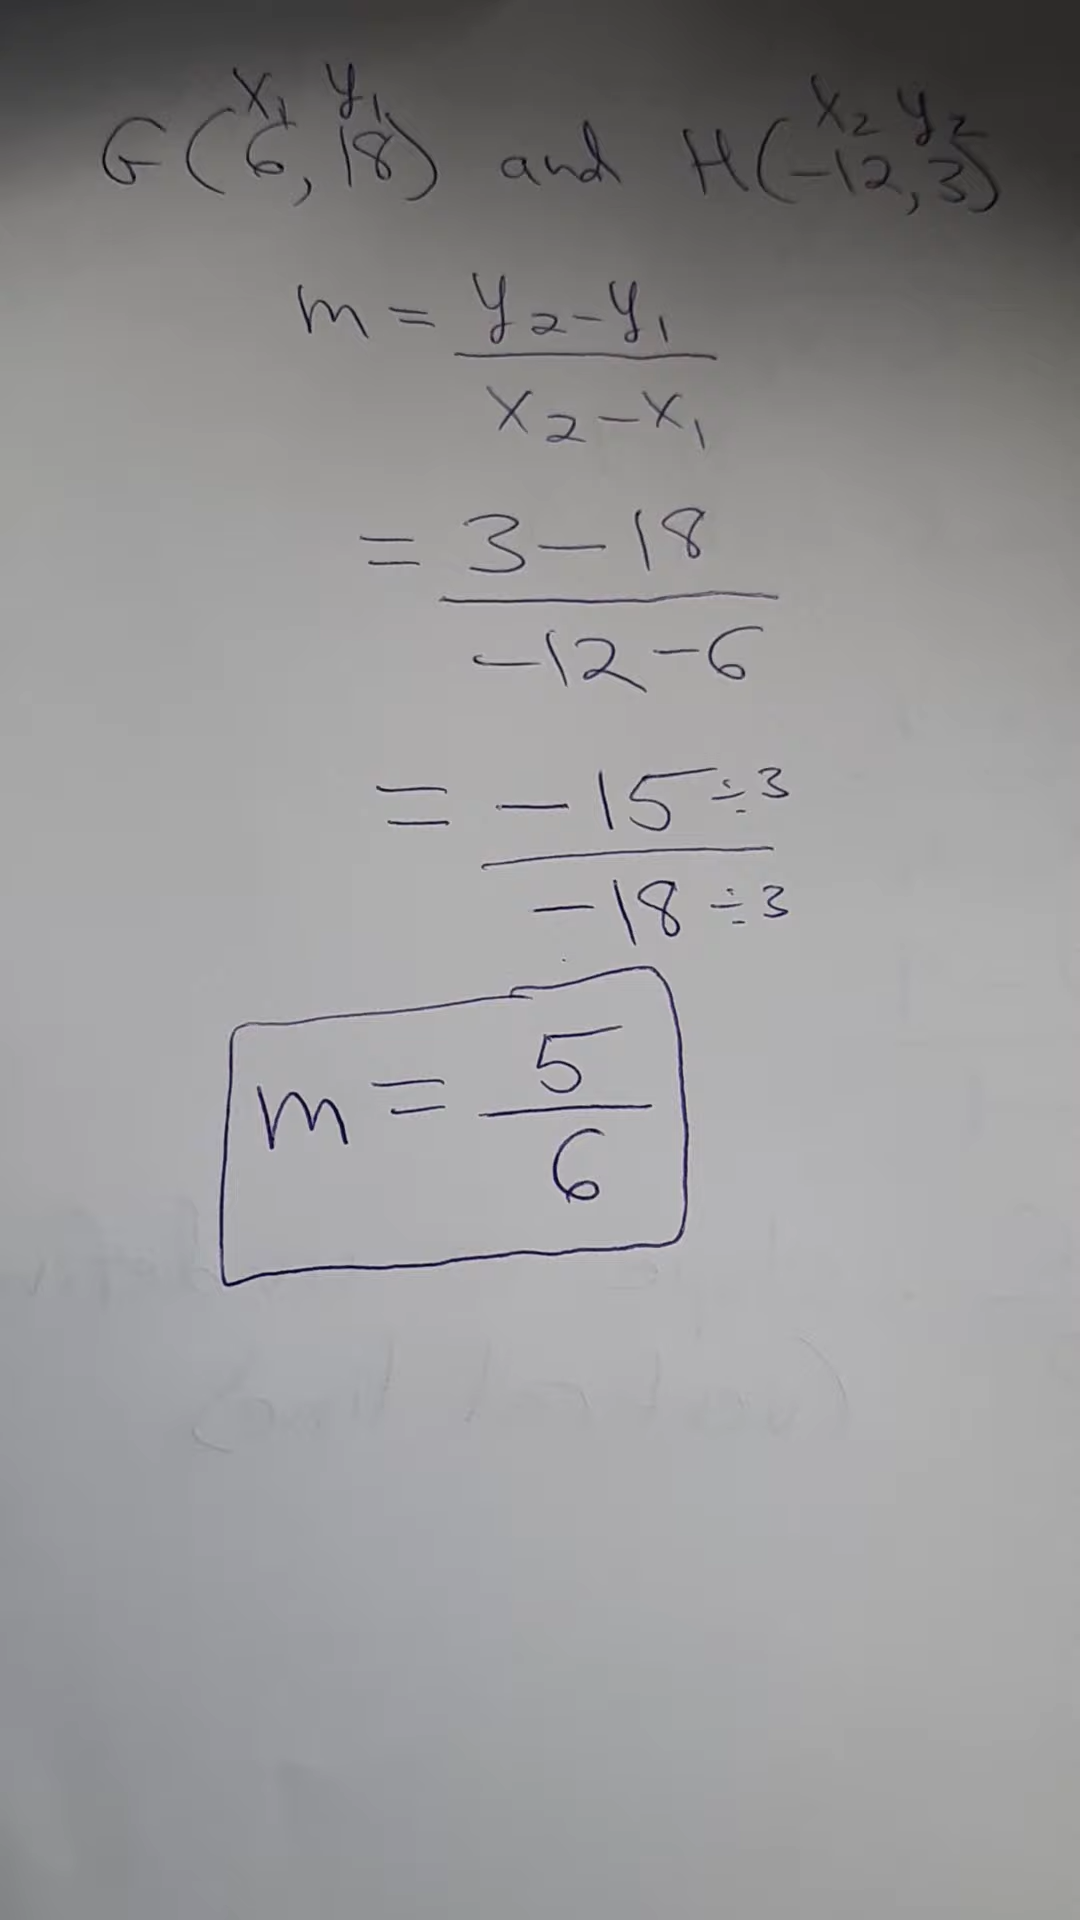 x₁ y₁ x₂ y₂
G(6,18) and H(-12,3)
m = y₂-y₁
x₂-x₁
= 3-18
-12-6
= -15÷3
-18÷3
m = 5
6